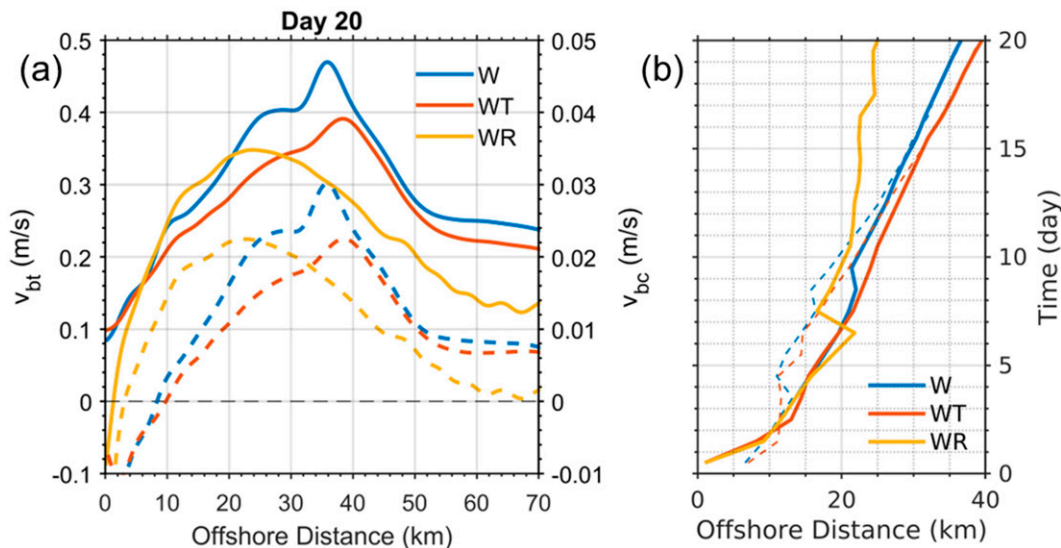 Day 20
(a)
v_bt (m/s)
0.5
0.4
0.3
0.2
0.1
0
-0.1
W
WT
WR
0.05
0.04
0.03
0.02
0.01
0
-0.01
v_bc (m/s)
0 10 20 30 40 50 60 70
Offshore Distance (km)
(b)
W
WT
WR
20
15
10
5
0
Time (day)
0 20 40
Offshore Distance (km)